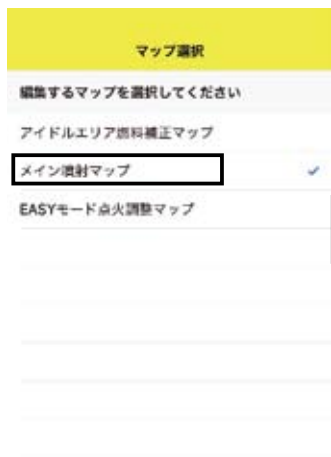 マップ選択
編集するマップを選択してください
アイドルエリア燃料補正マップ
メイン噴射マップ
EASYモード点火調整マップ